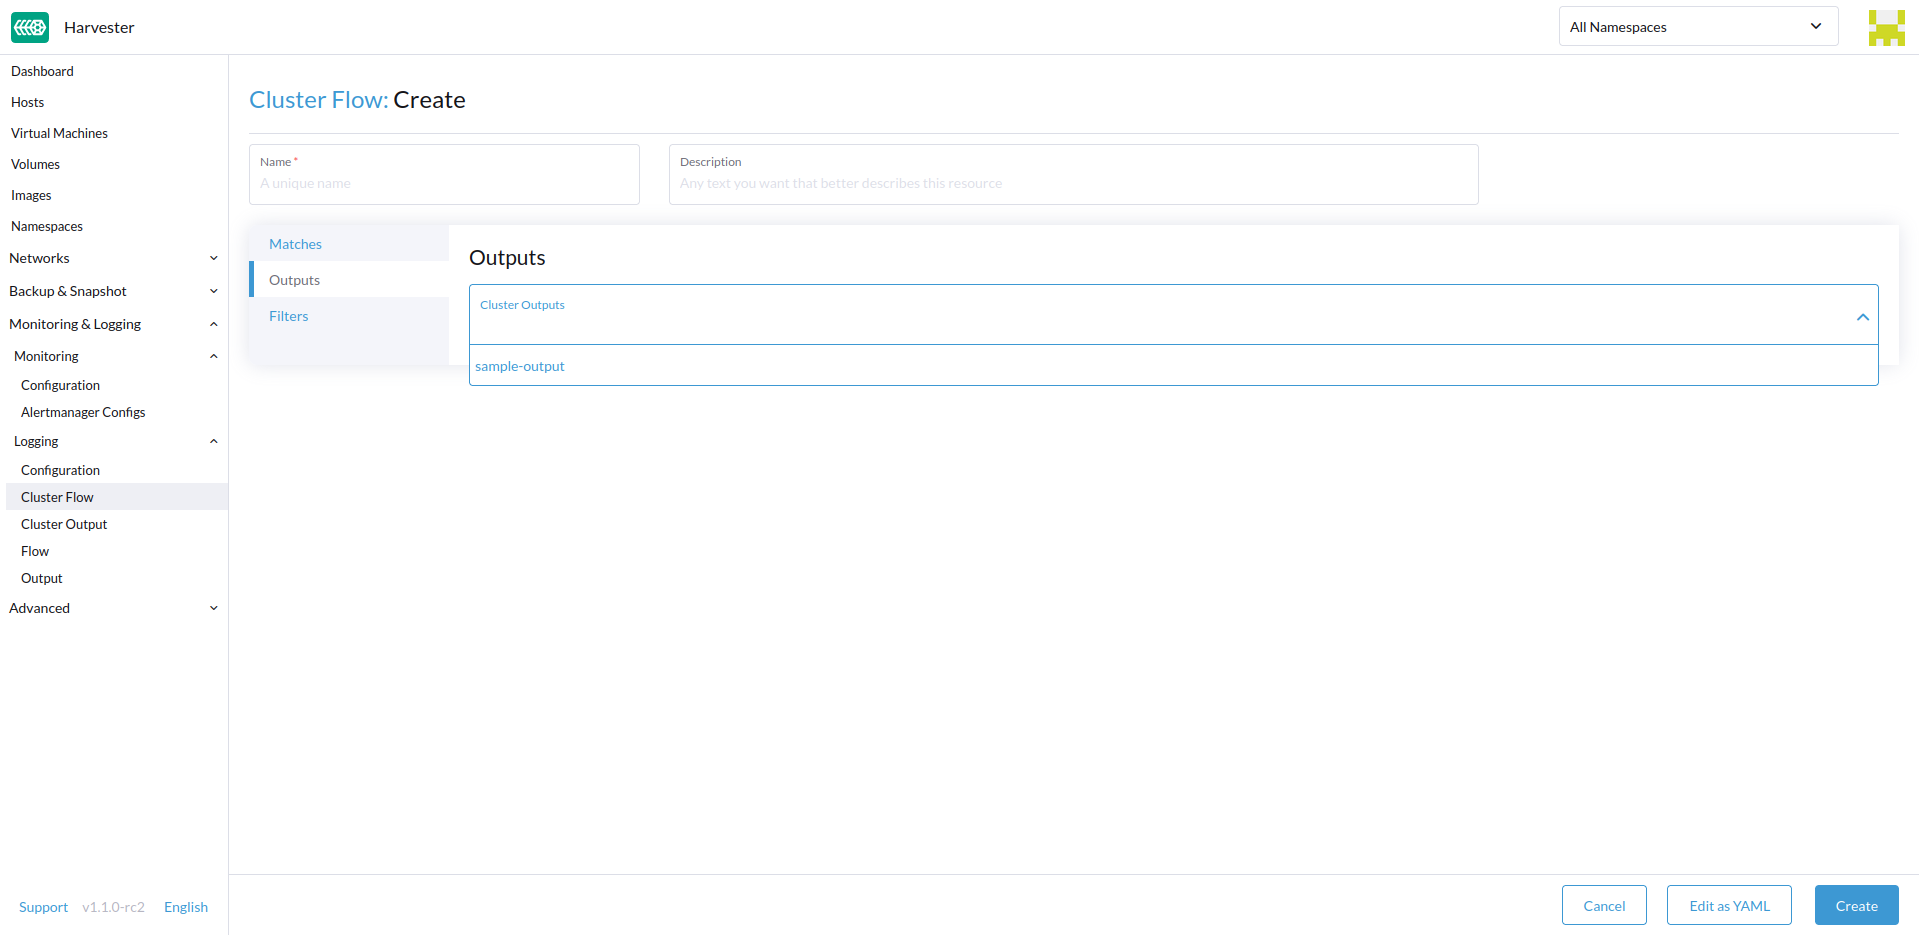 Harvester
All Namespaces
Dashboard
Hosts
Virtual Machines
Volumes
Images
Namespaces
Networks
Backup & Snapshot
Monitoring & Logging
Monitoring
Configuration
Alertmanager Configs
Logging
Configuration
Cluster Flow
Cluster Output
Flow
Output
Advanced
Support v1.1.0-rc2 English
Cluster Flow: Create
Name *
A unique name
Description
Any text you want that better describes this resource
Matches
Outputs
Filters
Outputs
Cluster Outputs
sample-output
Cancel
Edit as YAML
Create